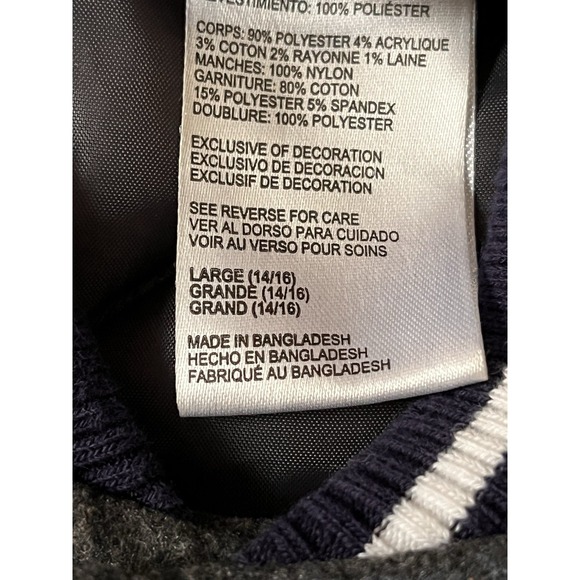 VESTIMIENTO: 100% POLIÉSTER
CORPS: 90% POLYESTER 4% ACRYLIQUE
3% COTON 2% RAYONNE 1% LAINE
MANCHES: 100% NYLON
GARNITURE: 80% COTON
15% POLYESTER 5% SPANDEX
DOUBLURE: 100% POLYESTER
EXCLUSIVE OF DECORATION
EXCLUSIVO DE DECORACION
EXCLUSIF DE DECORATION
SEE REVERSE FOR CARE
VER AL DORSO PARA CUIDADO
VOIR AU VERSO POUR SOINS
LARGE (14/16)
GRANDE (14/16)
GRAND (14/16)
MADE IN BANGLADESH
HECHO EN BANGLADESH
FABRIQUÉ AU BANGLADESH